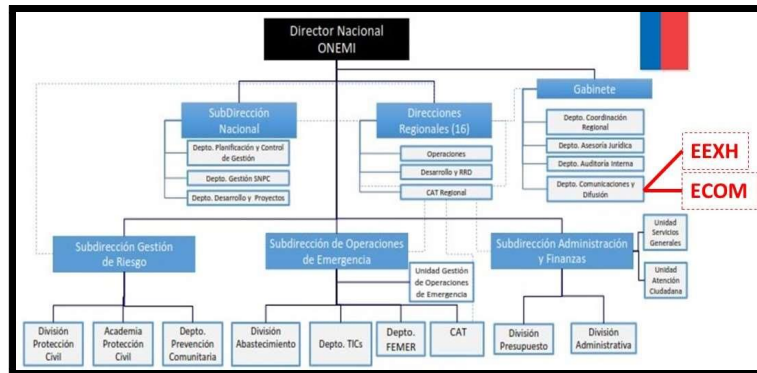 Director Nacional
ONEMI
SubDirección
Nacional
Depto. Planificación y Control
de Gestión
Depto. Gestión SNPC
Depto. Desarrollo y Proyectos
Direcciones
Regionales (16)
Operaciones
Desarrollo y RRD
CAT Regional
Gabinete
Depto. Coordinación
Regional
Depto. Asesoría Jurídica
Depto. Auditoría Interna
Depto. Comunicaciones y
Difusión
EEXH
ECOM
Subdirección Gestión
de Riesgo
Subdirección de Operaciones
de Emergencia
Unidad Gestión
de Operaciones
de Emergencia
Subdirección Administración
y Finanzas
Unidad
Servicios
Generales
Unidad
Atención
Ciudadana
División
Protección
Civil
Academia
Protección
Civil
Depto.
Prevención
Comunitaria
División
Abastecimiento
Depto. TICs
Depto.
FEMER
CAT
División
Presupuesto
División
Administrativa